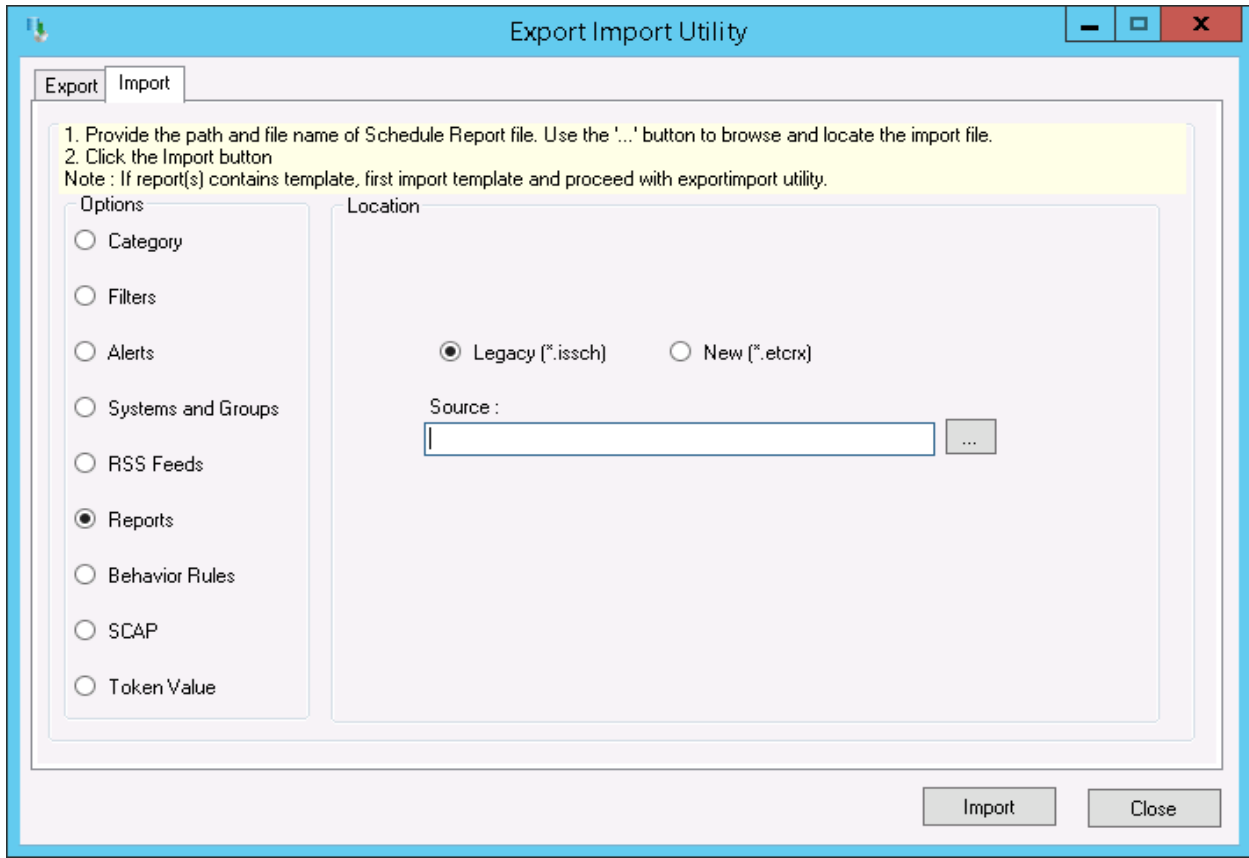 Export Import Utility
Export
Import
1. Provide the path and file name of Schedule Report file. Use the '...' button to browse and locate the import file.
2. Click the Import button
Note : If report(s) contains template, first import template and proceed with exportimport utility.
Options
Location
Category
Filters
Alerts
Legacy (*.issch)
New (*.etcrx)
Systems and Groups
Source :
...
RSS Feeds
Reports
Behavior Rules
SCAP
Token Value
Import
Close